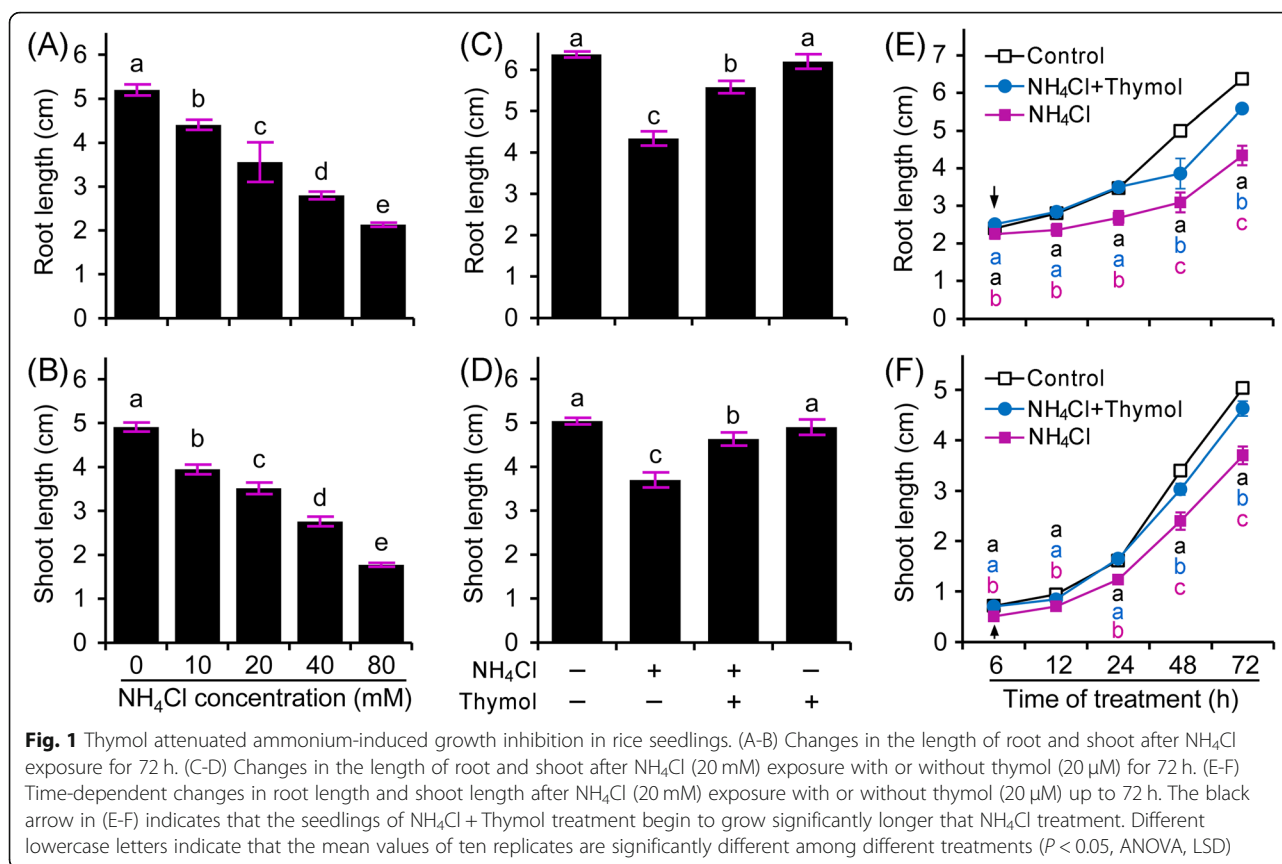 (A)
Root length (cm)
6
5
4
3
2
1
0
a
b
c
d
e
(B)
Shoot length (cm)
6
5
4
3
2
1
0
a
b
c
d
e
0 10 20 40 80
NH₄Cl concentration (mM)
(C)
Root length (cm)
6
5
4
3
2
1
0
a
c
b
a
(D)
Shoot length (cm)
6
5
4
3
2
1
0
a
c
b
a
NH₄Cl − + + −
Thymol − − + +
(E)
Root length (cm)
7
6
5
4
3
2
1
0
Control
NH₄Cl+Thymol
NH₄Cl
a a a a a
a a a b b
b b b c c
(F)
Shoot length (cm)
5
4
3
2
1
0
Control
NH₄Cl+Thymol
NH₄Cl
a a a a a
a a a b b
b b b c c
6 12 24 48 72
Time of treatment (h)
Fig. 1 Thymol attenuated ammonium-induced growth inhibition in rice seedlings. (A-B) Changes in the length of root and shoot after NH₄Cl
exposure for 72 h. (C-D) Changes in the length of root and shoot after NH₄Cl (20 mM) exposure with or without thymol (20 μM) for 72 h. (E-F)
Time-dependent changes in root length and shoot length after NH₄Cl (20 mM) exposure with or without thymol (20 μM) up to 72 h. The black
arrow in (E-F) indicates that the seedlings of NH₄Cl + Thymol treatment begin to grow significantly longer that NH₄Cl treatment. Different
lowercase letters indicate that the mean values of ten replicates are significantly different among different treatments (P < 0.05, ANOVA, LSD)